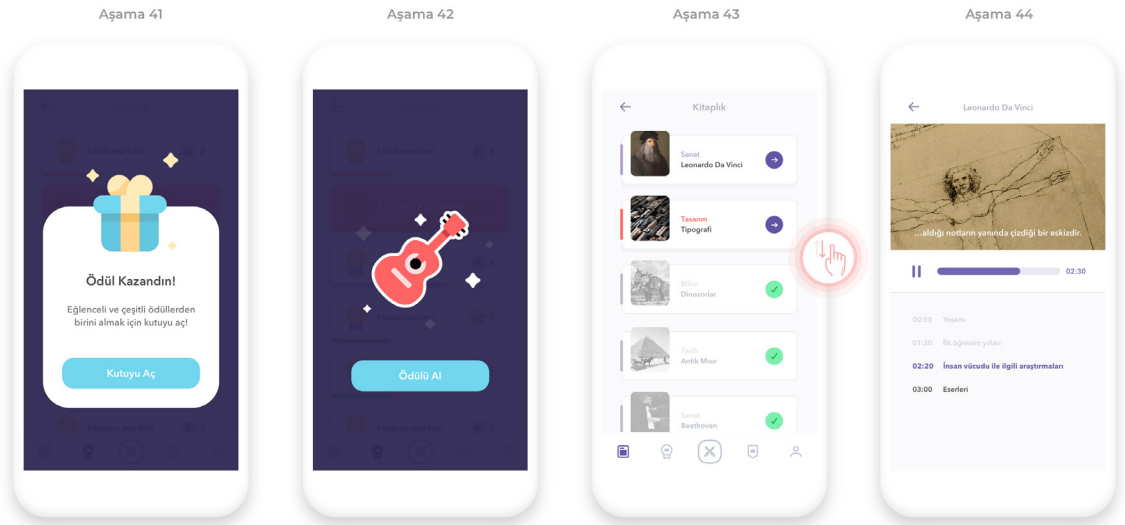 Aşama 41
Aşama 42
Aşama 43
Aşama 44
Ödül Kazandın!
Eğlenceli ve çeşitli ödüllerden
birini almak için kutuyu aç!
Kutuyu Aç
Ödülü Al
Kitaplık
Sanat
Leonardo Da Vinci
Tasarım
Tipografi
Bilim
Dinozorlar
Tarih
Antik Mısır
Sanat
Beethoven
Leonardo Da Vinci
...aldığı notların yanında çizdiği bir eskizdir.
02:30
00:55 Yaşamı
01:30 İlk öğrenim yılları
02:20 İnsan vücudu ile ilgili araştırmaları
03:00 Eserleri